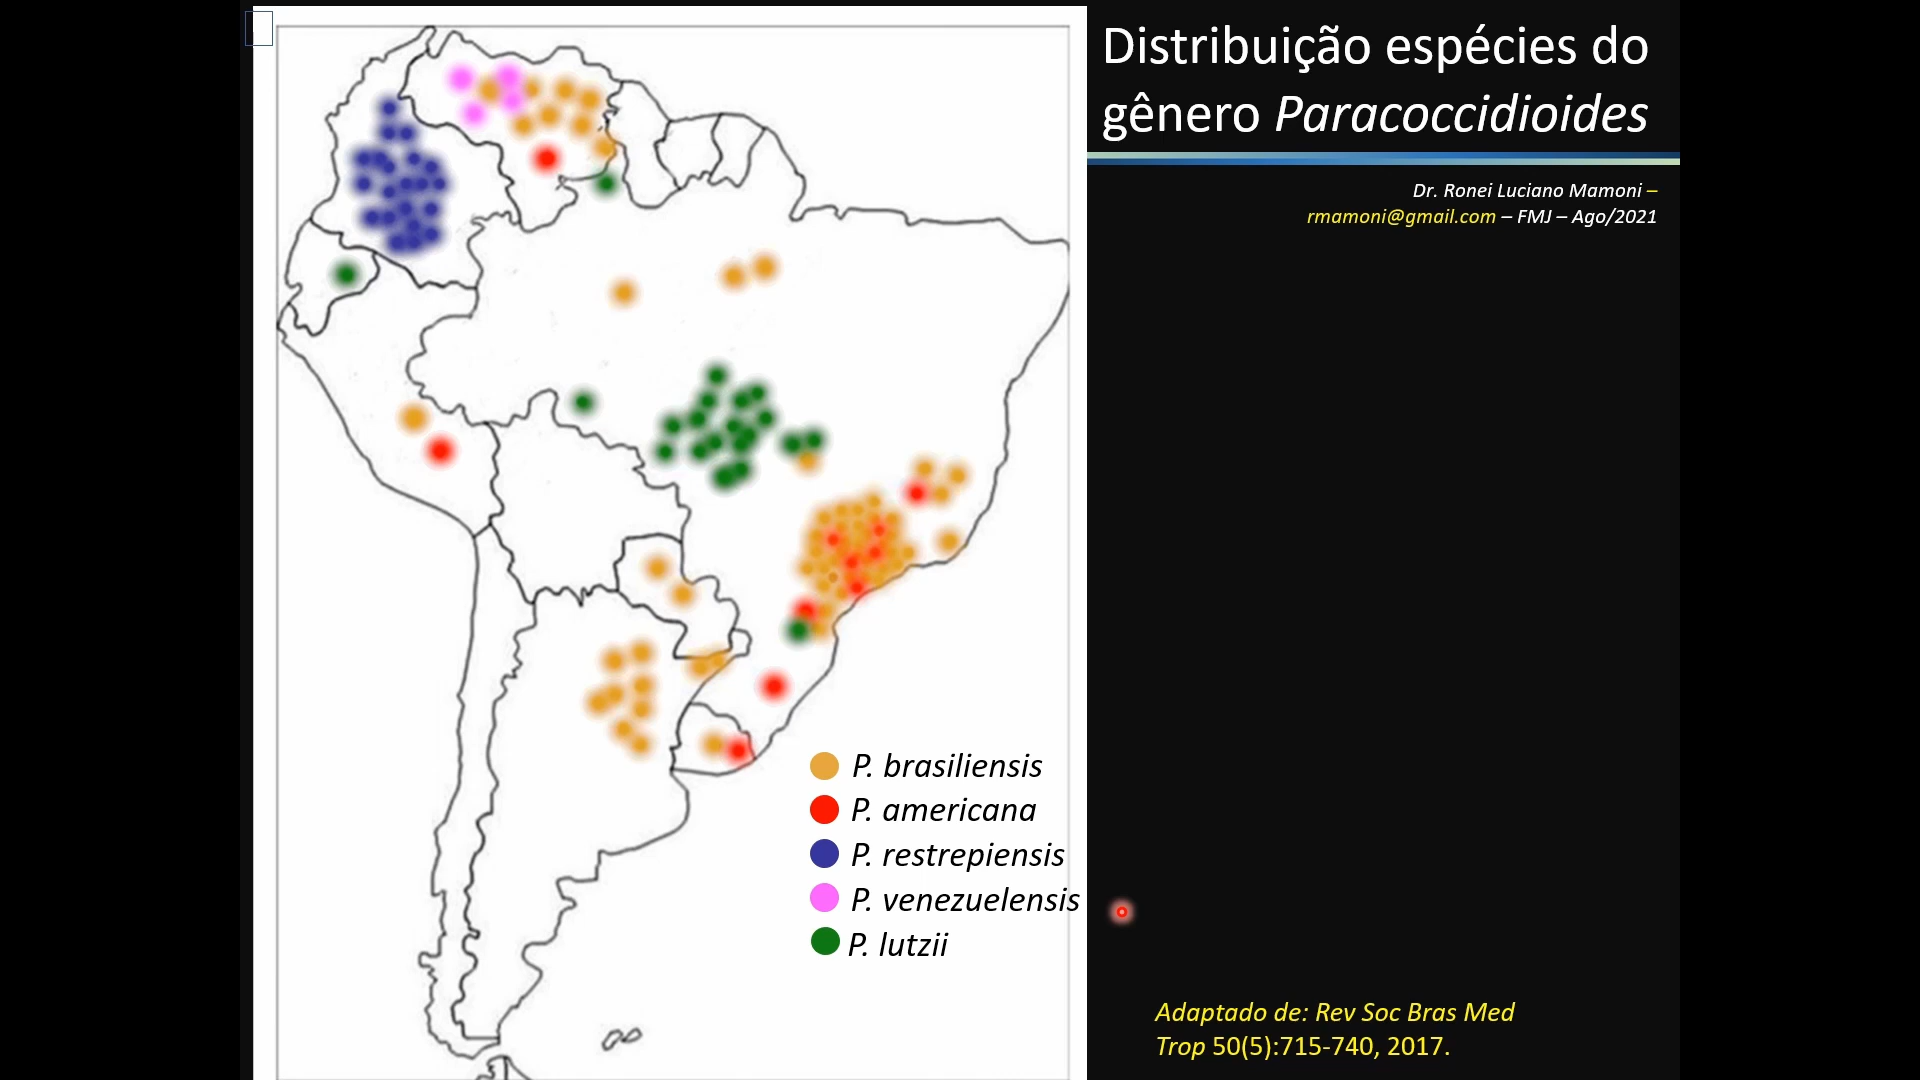 Distribuição espécies do
gênero Paracoccidioides
Dr. Ronei Luciano Mamoni –
rmamoni@gmail.com – FMJ – Ago/2021
P. brasiliensis
P. americana
P. restrepiensis
P. venezuelensis
P. lutzii
Adaptado de: Rev Soc Bras Med
Trop 50(5):715-740, 2017.